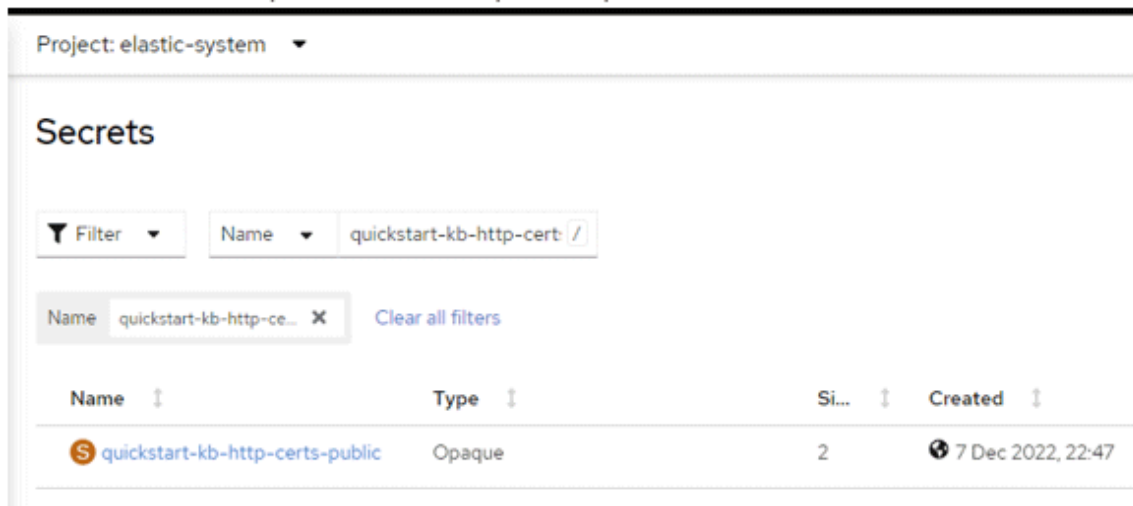 Project: elastic-system
Secrets
Filter Name quickstart-kb-http-cert /
Name quickstart-kb-http-ce... Clear all filters
Name Type Si... Created
S quickstart-kb-http-certs-public Opaque 2 7 Dec 2022, 22:47